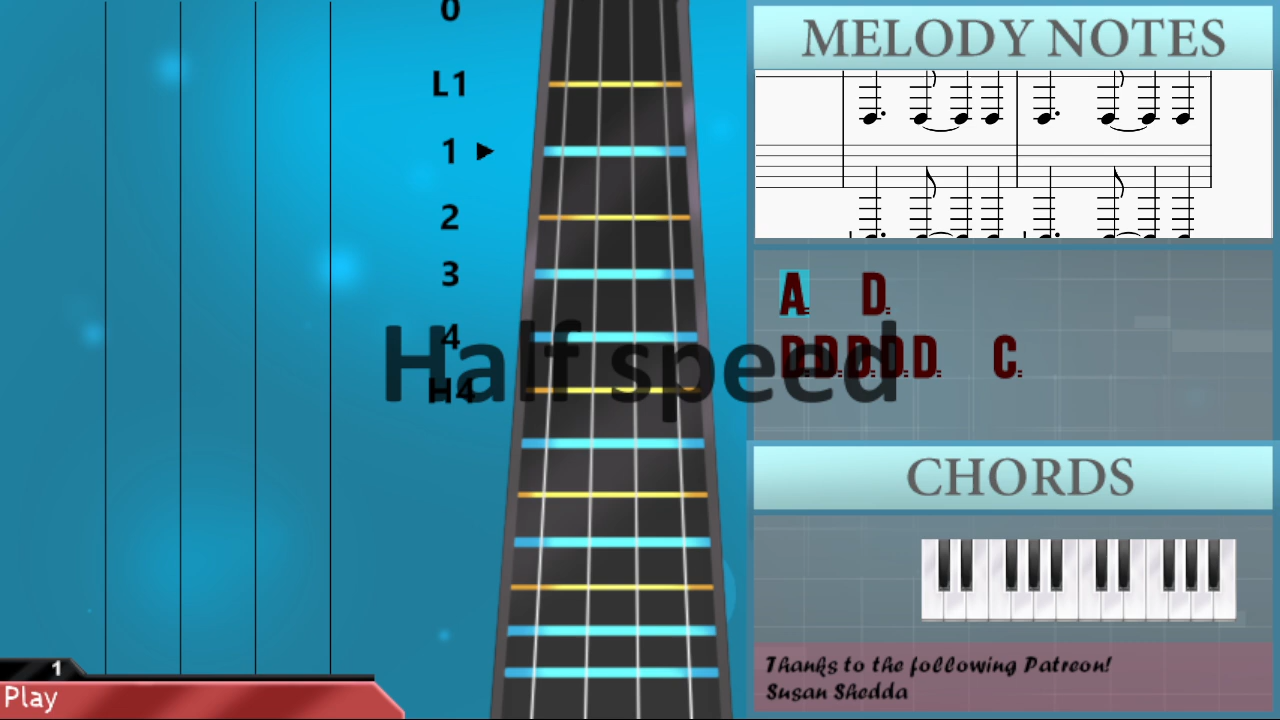 0
L1
1
2
3
4
H4
Half speed
1
Play
MELODY NOTES
A: D:
D:D:D:D:D: C:
CHORDS
Thanks to the following Patreon!
Susan Shedda